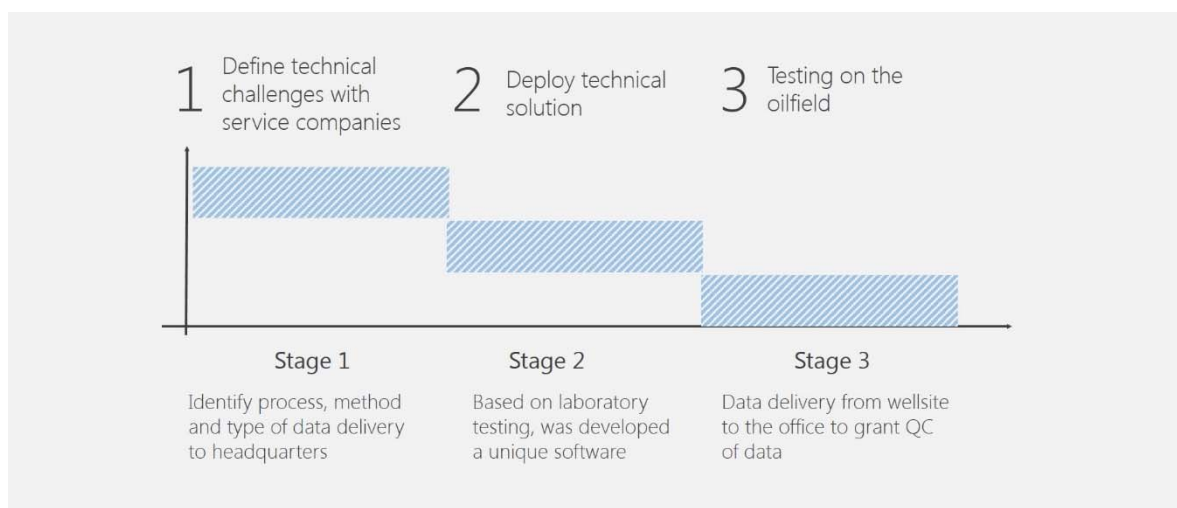 1
Define technical
challenges with
service companies
2
Deploy technical
solution
3
Testing on the
oilfield
Stage 1
Identify process, method
and type of data delivery
to headquarters
Stage 2
Based on laboratory
testing, was developed
a unique software
Stage 3
Data delivery from wellsite
to the office to grant QC
of data